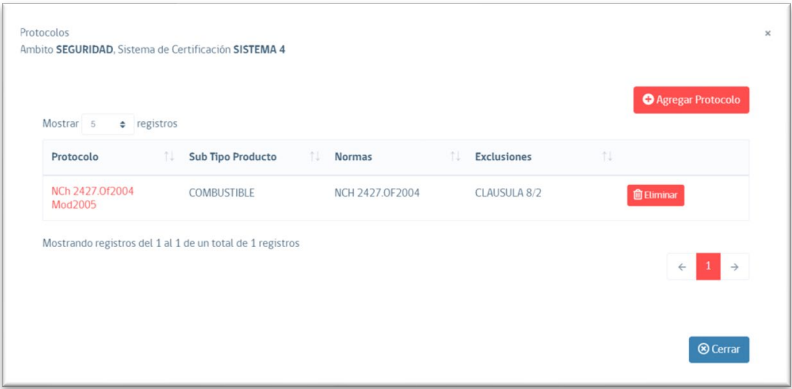 Protocolos
Ambito SEGURIDAD, Sistema de Certificación SISTEMA 4
×
Agregar Protocolo
Mostrar 5 registros
Protocolo Sub Tipo Producto Normas Exclusiones
NCh 2427.Of2004 COMBUSTIBLE NCH 2427.OF2004 CLAUSULA 8/2 Eliminar
Mod2005
Mostrando registros del 1 al 1 de un total de 1 registros
← 1 →
Cerrar